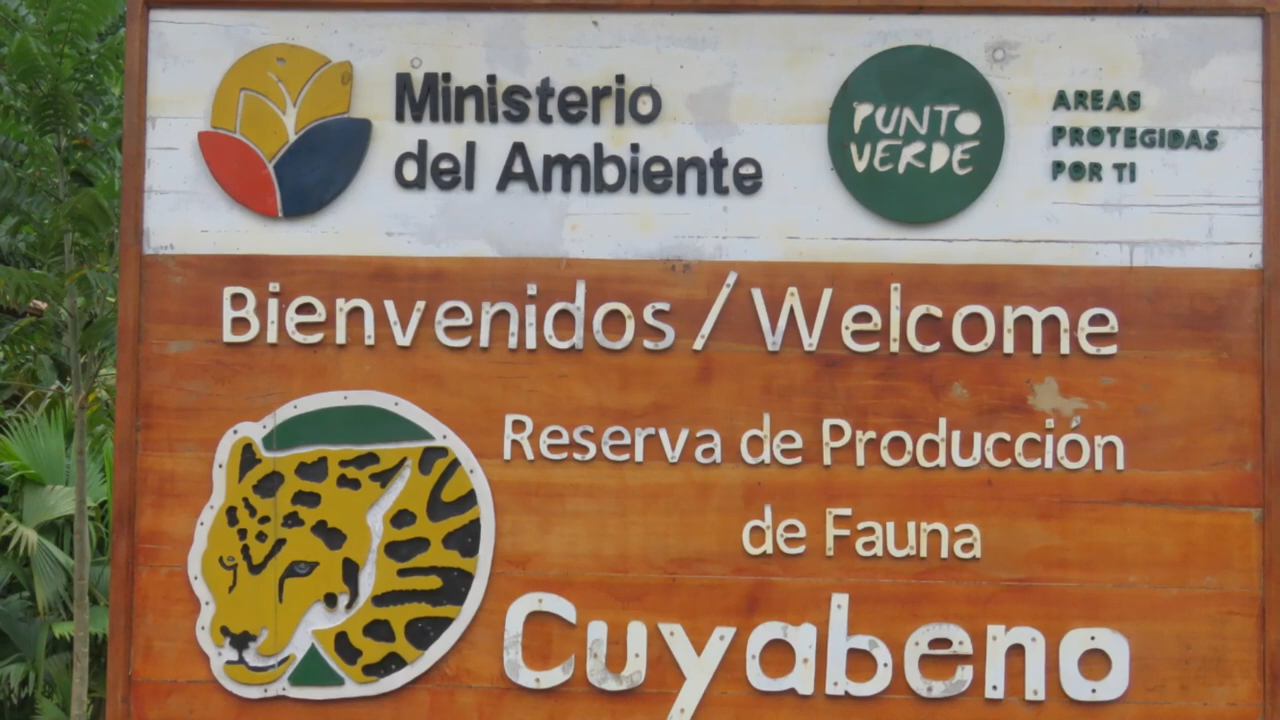 Ministerio
del Ambiente
PUNTO
VERDE
AREAS
PROTEGIDAS
POR TI
Bienvenidos / Welcome
Reserva de Producción
de Fauna
Cuyabeno